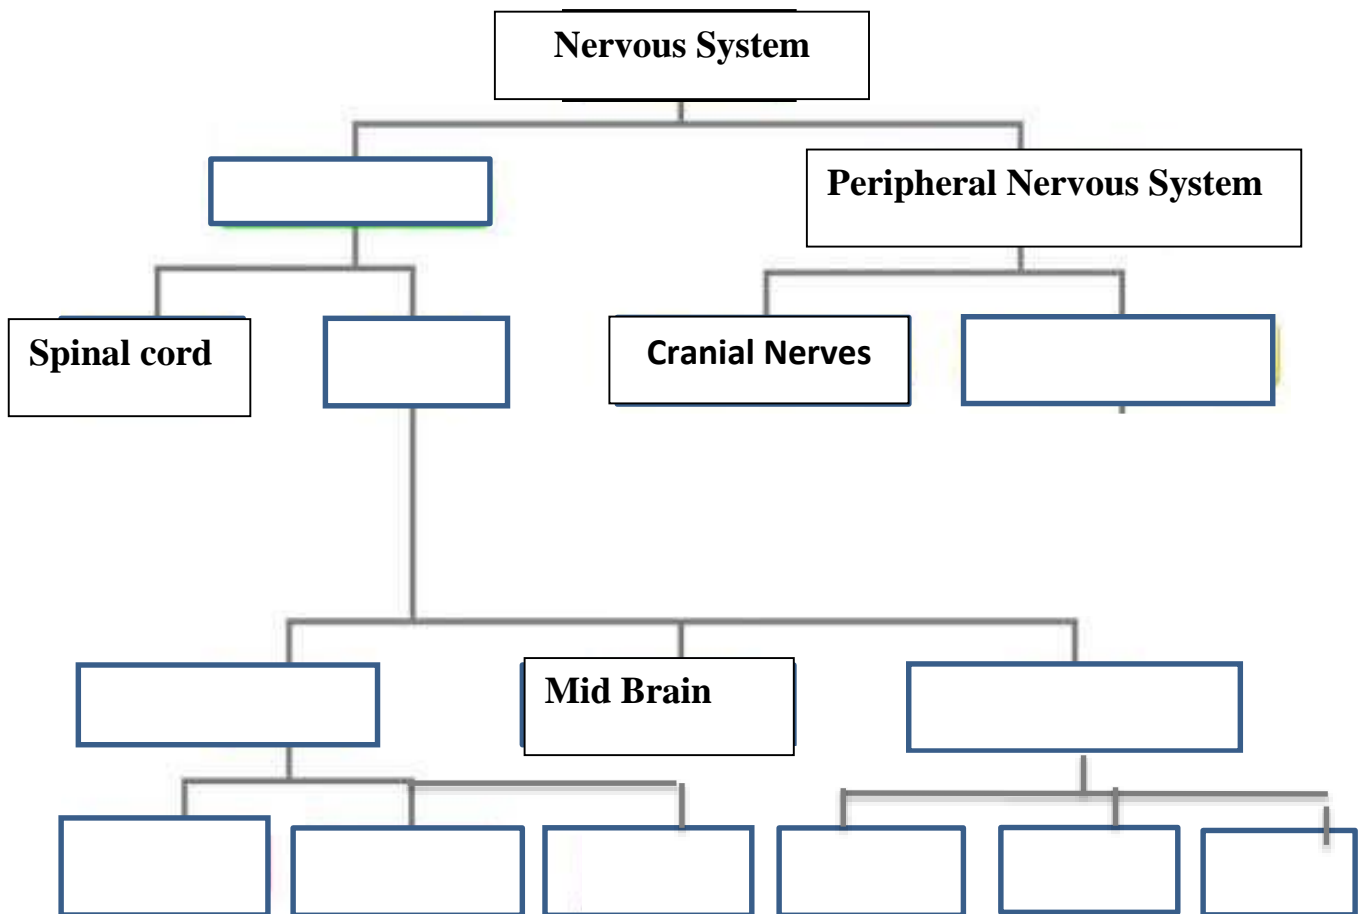 Nervous System
Peripheral Nervous System
Spinal cord
Cranial Nerves
Mid Brain